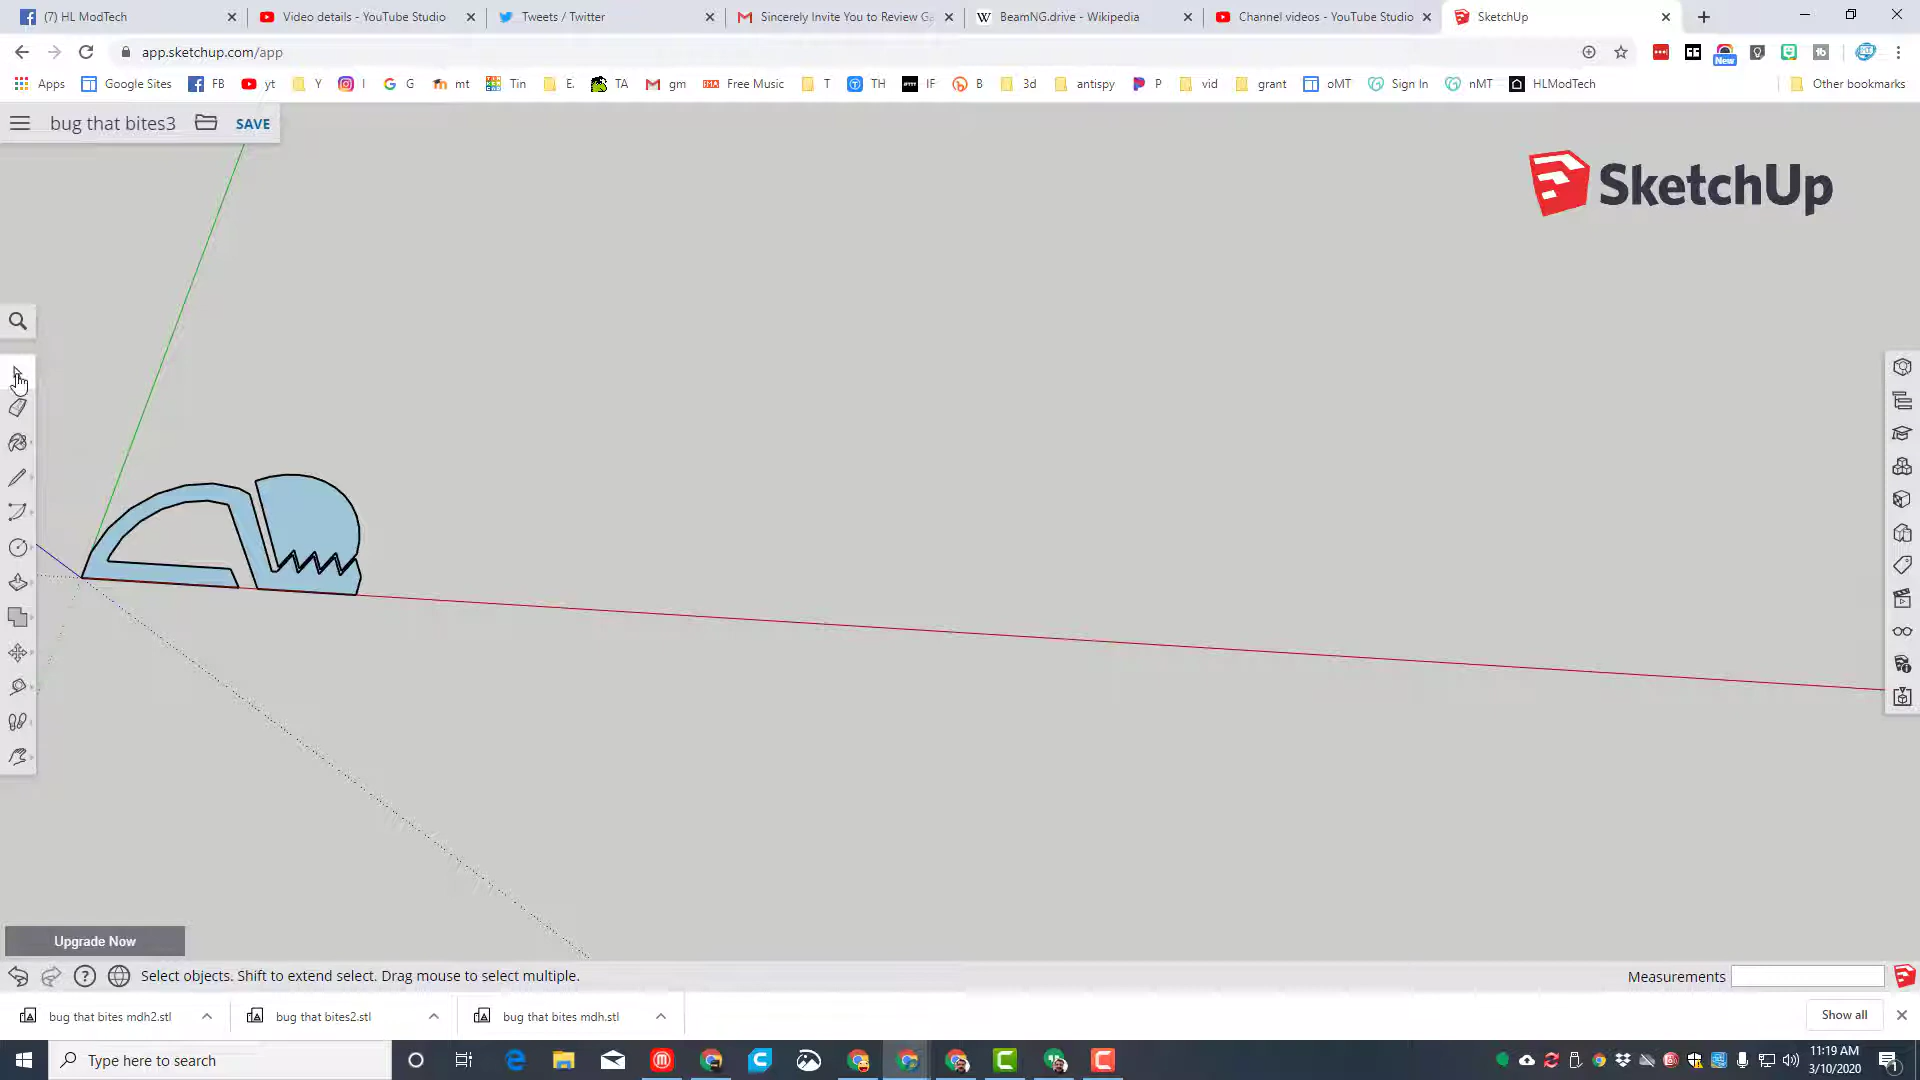 (7) HL ModTech
Video details - YouTube Studio
Tweets / Twitter
Sincerely Invite You to Review Ga
BeamNG.drive - Wikipedia
Channel videos - YouTube Studio
SketchUp
app.sketchup.com/app
New
Apps
Google Sites
FB
yt
Y
I
G
mt
Tin
E.
TA
gm
Free Music
T
TH
IF
B
3d
antispy
P
vid
grant
oMT
Sign In
nMT
HLModTech
Other bookmarks
bug that bites3
SAVE
SketchUp
Upgrade Now
Select objects. Shift to extend select. Drag mouse to select multiple.
Measurements
bug that bites mdh2.stl
bug that bites2.stl
bug that bites mdh.stl
Show all
Type here to search
11:19 AM
3/10/2020
1